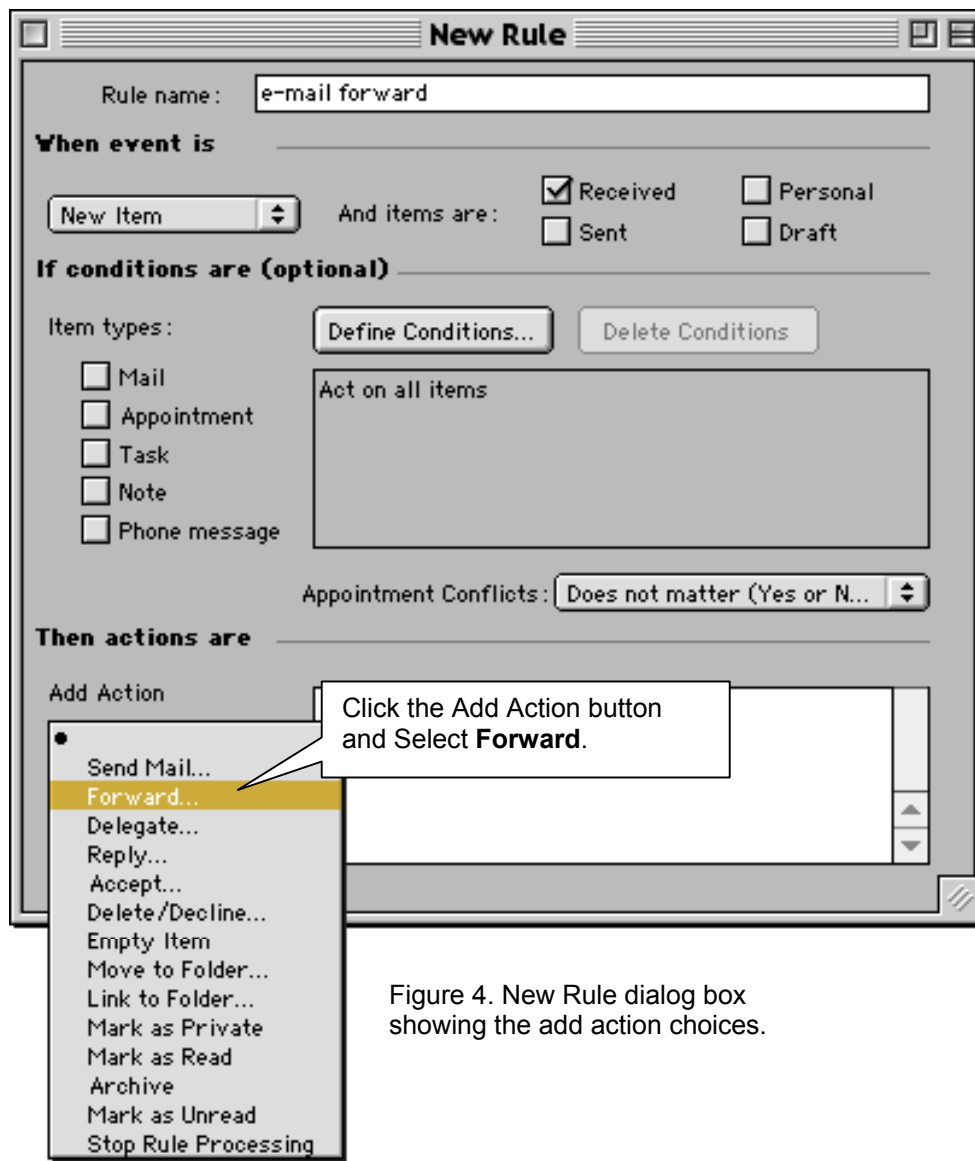 New Rule
Rule name: e-mail forward
When event is
New Item And items are: Received Personal
Sent Draft
If conditions are (optional)
Item types: Define Conditions... Delete Conditions
Mail
Appointment
Task
Note
Phone message
Act on all items
Appointment Conflicts: Does not matter (Yes or N...
Then actions are
Add Action
Click the Add Action button
and Select Forward.
Send Mail...
Forward...
Delegate...
Reply...
Accept...
Delete/Decline...
Empty Item
Move to Folder...
Link to Folder...
Mark as Private
Mark as Read
Archive
Mark as Unread
Stop Rule Processing
Figure 4. New Rule dialog box
showing the add action choices.